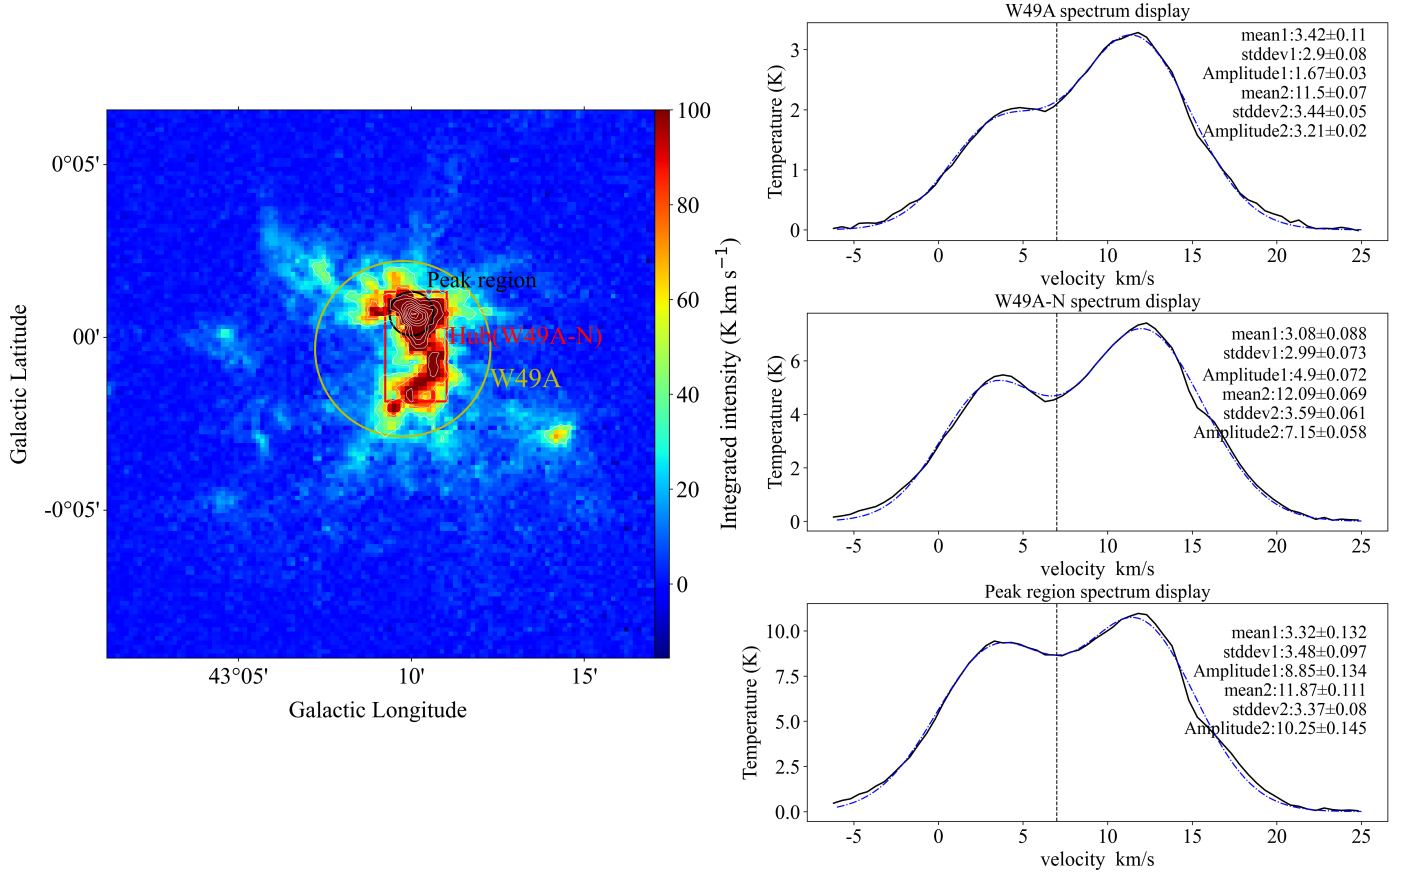 0°05'
00'
-0°05'
Galactic Latitude
43°05'
10'
15'
Galactic Longitude
Peak region
Hub(W49A-N)
W49A
100
80
60
40
20
0
Integrated intensity (K km s⁻¹)
W49A spectrum display
mean1:3.42±0.11
stddev1:2.9±0.08
Amplitude1:1.67±0.03
mean2:11.5±0.07
stddev2:3.44±0.05
Amplitude2:3.21±0.02
3
2
1
0
Temperature (K)
-5 0 5 10 15 20 25
velocity km/s
W49A-N spectrum display
mean1:3.08±0.088
stddev1:2.99±0.073
Amplitude1:4.9±0.072
mean2:12.09±0.069
stddev2:3.59±0.061
Amplitude2:7.15±0.058
6
4
2
0
Temperature (K)
-5 0 5 10 15 20 25
velocity km/s
Peak region spectrum display
mean1:3.32±0.132
stddev1:3.48±0.097
Amplitude1:8.85±0.134
mean2:11.87±0.111
stddev2:3.37±0.08
Amplitude2:10.25±0.145
10.0
7.5
5.0
2.5
0.0
Temperature (K)
-5 0 5 10 15 20 25
velocity km/s